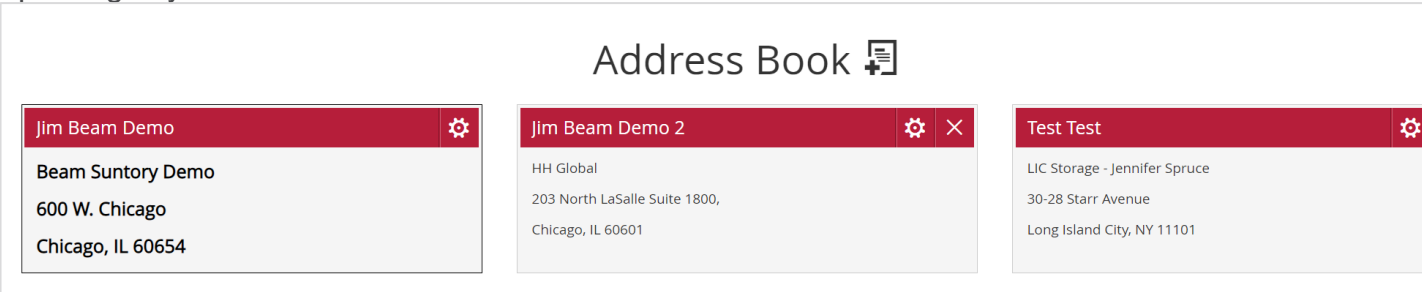 Address Book
Jim Beam Demo
Beam Suntory Demo
600 W. Chicago
Chicago, IL 60654
Jim Beam Demo 2
HH Global
203 North LaSalle Suite 1800,
Chicago, IL 60601
Test Test
LIC Storage - Jennifer Spruce
30-28 Starr Avenue
Long Island City, NY 11101